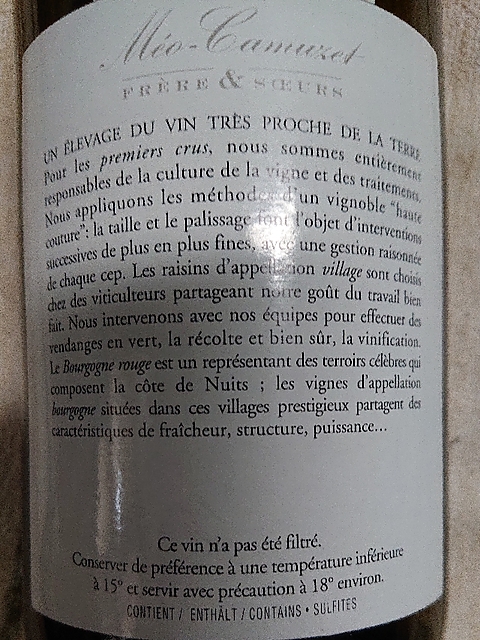 Méo-Camuzet
FRÈRE & SŒURS
UN ÉLEVAGE DU VIN TRÈS PROCHE DE LA TERRE
Pour les premiers crus, nous sommes entièrement
responsables de la culture de la vigne et des traitements.
Nous appliquons les méthodes d'un vignoble "haute
couture": la taille et le palissage font l'objet d'interventions
successives de plus en plus fines, avec une gestion raisonnée
de chaque cep. Les raisins d'appellation village sont choisis
chez des viticulteurs partageant notre goût du travail bien
fait. Nous intervenons avec nos équipes pour effectuer des
vendanges en vert, la récolte et bien sûr, la vinification.
Le Bourgogne rouge est un représentant des terroirs célèbres qui
composent la côte de Nuits ; les vignes d'appellation
bourgogne situées dans ces villages prestigieux partagent des
caractéristiques de fraîcheur, structure, puissance...
Ce vin n'a pas été filtré.
Conserver de préférence à une température inférieure
à 15° et servir avec précaution à 18° environ.
CONTIENT / ENTHÄLT / CONTAINS • SULFITES